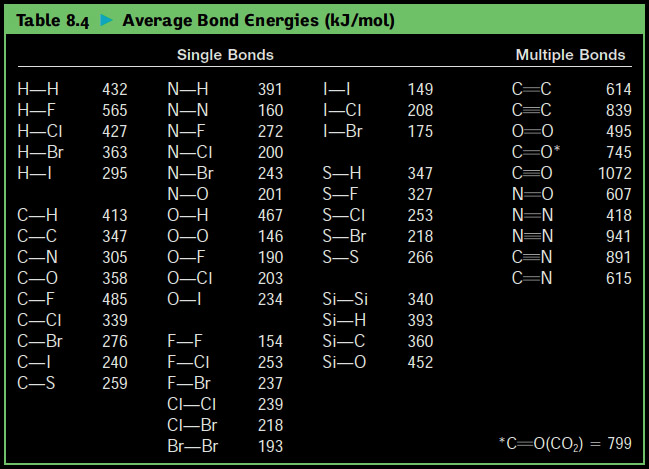 Table 8.4 ▶ Average Bond Energies (kJ/mol)
Single Bonds Multiple Bonds
H—H 432 N—H 391 I—I 149 C=C 614
H—F 565 N—N 160 I—Cl 208 C≡C 839
H—Cl 427 N—F 272 I—Br 175 O=O 495
H—Br 363 N—Cl 200 C=O* 745
H—I 295 N—Br 243 S—H 347 C≡O 1072
N—O 201 S—F 327 N=O 607
C—H 413 O—H 467 S—Cl 253 N=N 418
C—C 347 O—O 146 S—Br 218 N≡N 941
C—N 305 O—F 190 S—S 266 C≡N 891
C—O 358 O—Cl 203 C=N 615
C—F 485 O—I 234 Si—Si 340
C—Cl 339 Si—H 393
C—Br 276 F—F 154 Si—C 360
C—I 240 F—Cl 253 Si—O 452
C—S 259 F—Br 237
Cl—Cl 239
Cl—Br 218
Br—Br 193 *C=O(CO₂) = 799